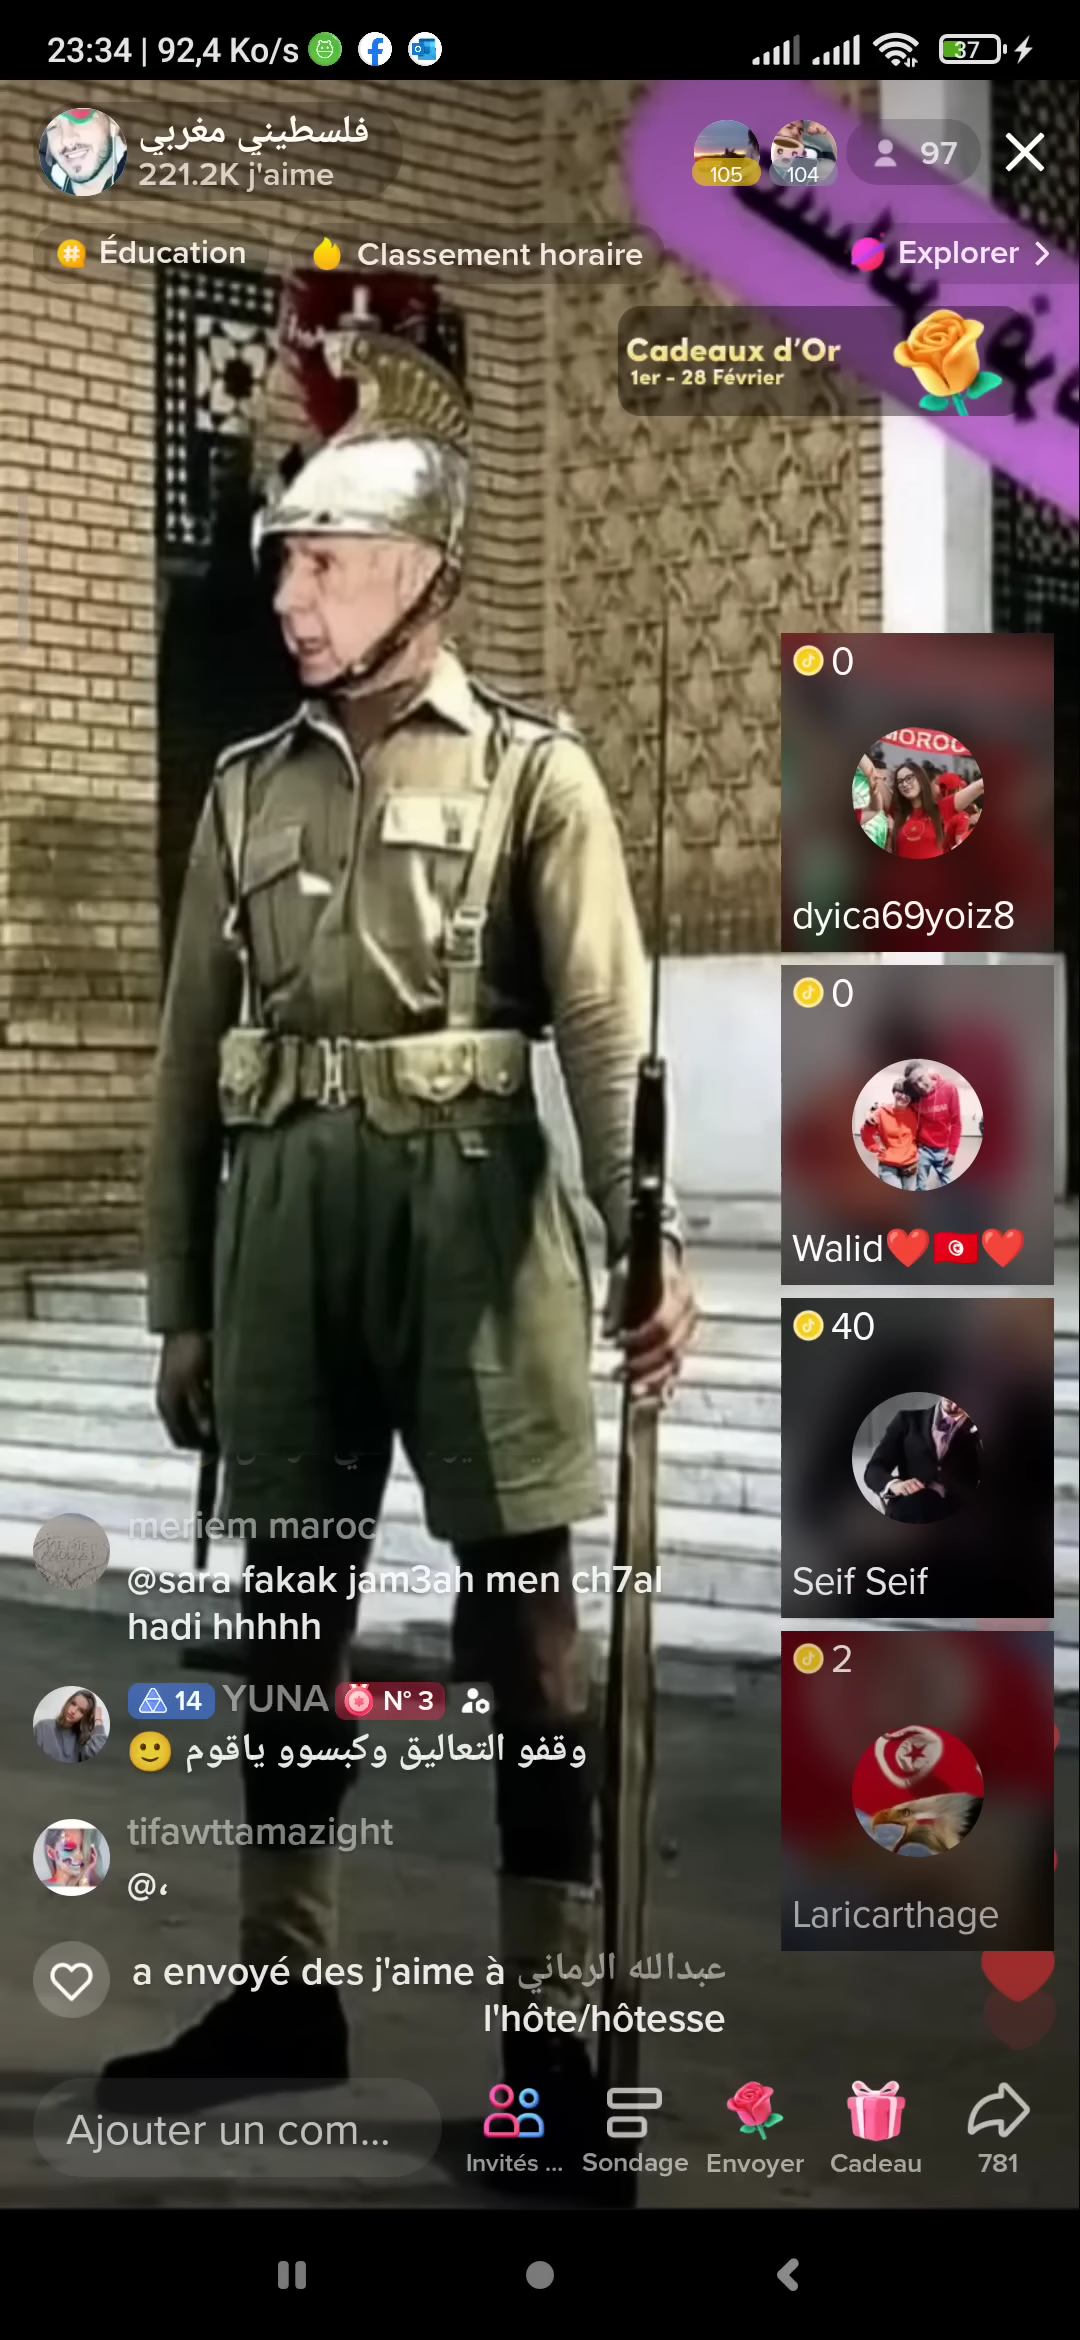 23:34 | 92,4 Ko/s
37
فلسطيني مغربي
221.2K j'aime
105
104
97
Éducation
Classement horaire
Explorer
Cadeaux d'Or
1er - 28 Février
0
MOROC
dyica69yoiz8
0
Walid❤️🇹🇳❤️
40
Seif Seif
2
Laricarthage
meriem maroc
@sara fakak jam3ah men ch7al
hadi hhhhh
14 YUNA N° 3
وقفو التعاليق وكبسوو ياقوم 🙂
tifawttamazight
@،
a envoyé des j'aime à عبدالله الرماني
l'hôte/hôtesse
Ajouter un com...
Invités ...
Sondage
Envoyer
Cadeau
781